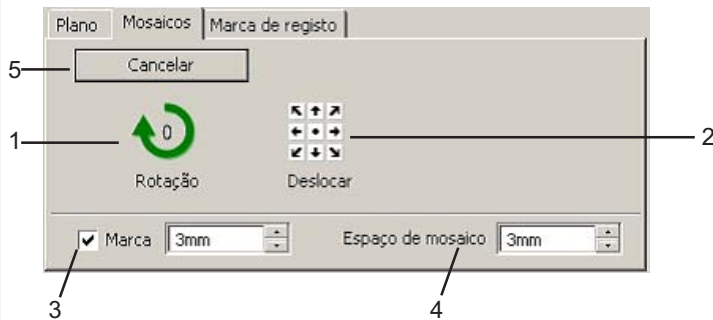 Plano Mosaicos Marca de registo
5 Cancelar
1 0 2
Rotação Deslocar
Marca 3mm Espaço de mosaico 3mm
3 4